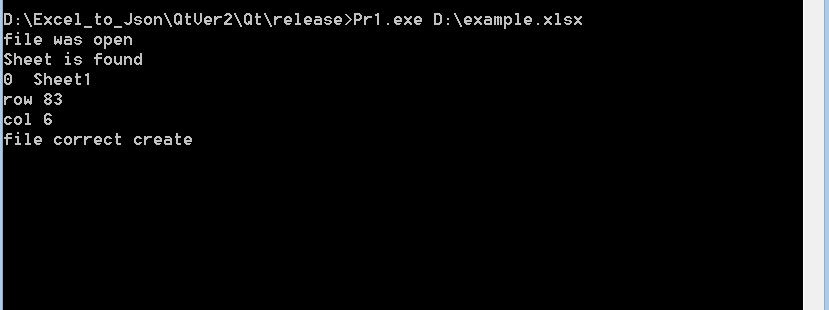 D:\Excel_to_Json\QtVer2\Qt\release>Pr1.exe D:\example.xlsx
file was open
Sheet is found
0  Sheet1
row 83
col 6
file correct create